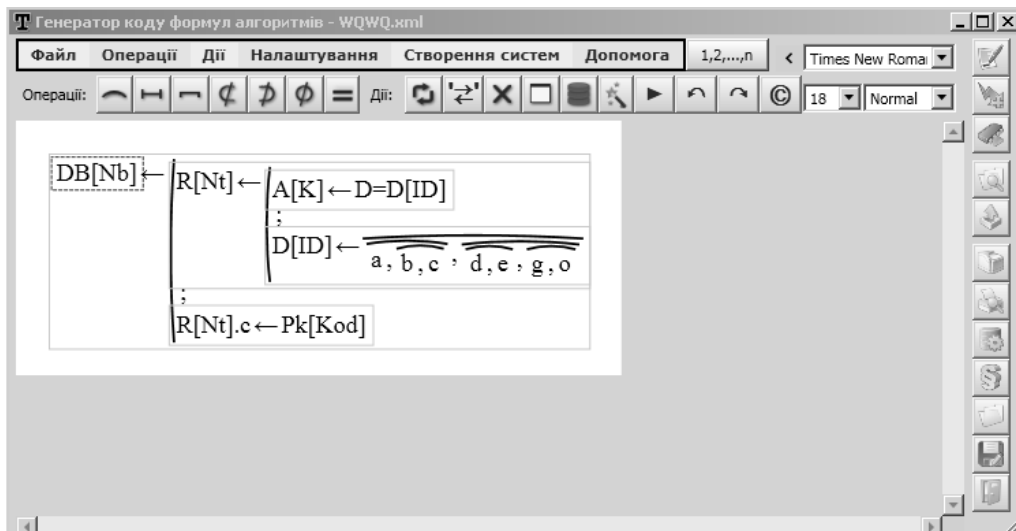 Генератор коду формул алгоритмів - WQWQ.xml
Файл Операції Дії Налаштування Створення систем Допомога 1,2,...,n < Times New Roma
Операції: Дії: 18 Normal
DB[Nb]← R[Nt]← A[K]←D=D[ID]
;
D[ID]← a , b , c , d , e , g , o
;
R[Nt].c←Pk[Kod]